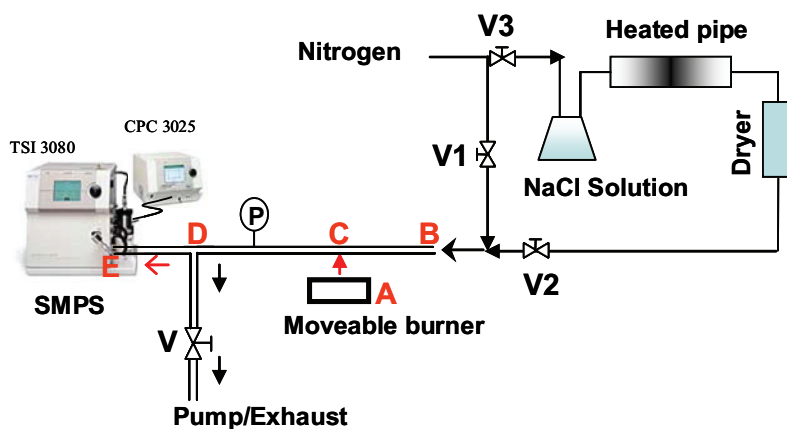 V3
Nitrogen
Heated pipe
CPC 3025
TSI 3080
V1
Dryer
NaCl Solution
P
D
C
B
E
V2
A
SMPS
Moveable burner
V
Pump/Exhaust